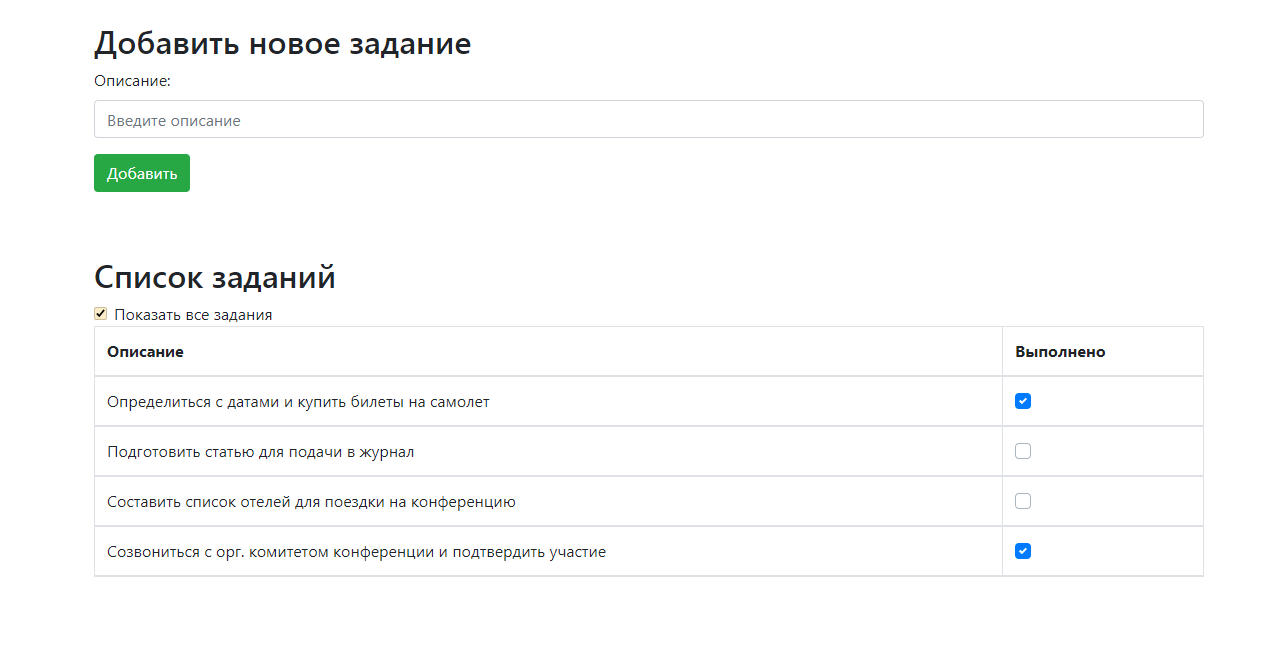 Добавить новое задание
Описание:
Введите описание
Добавить
Список заданий
Показать все задания
Описание Выполнено
Определиться с датами и купить билеты на самолет
Подготовить статью для подачи в журнал
Составить список отелей для поездки на конференцию
Созвониться с орг. комитетом конференции и подтвердить участие